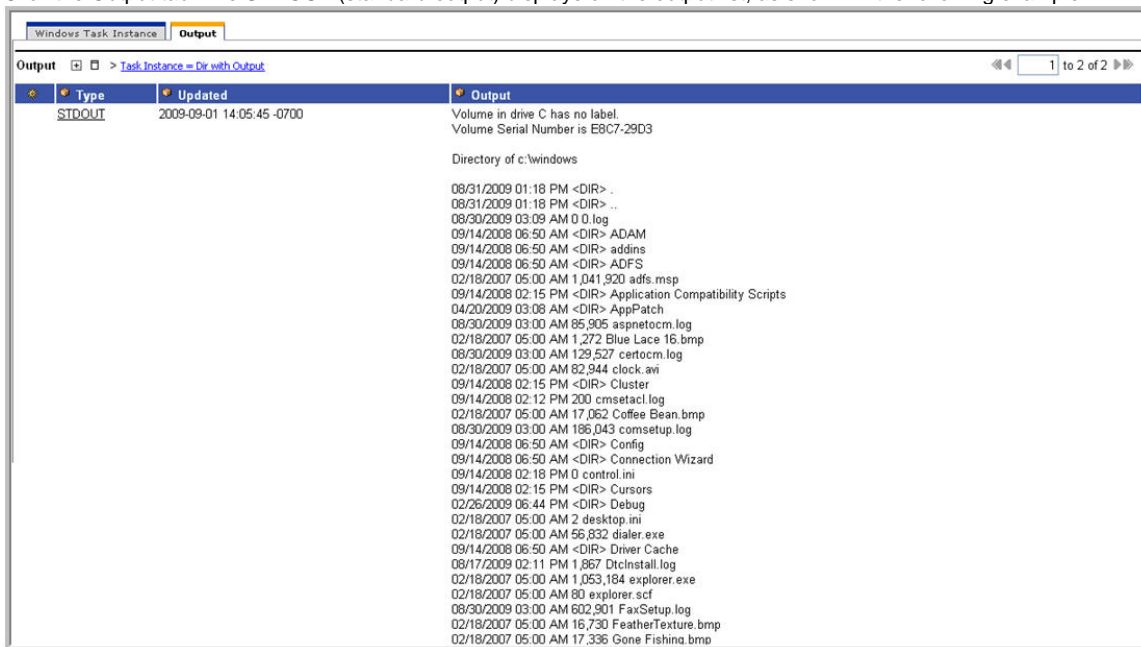 Windows Task Instance Output
Output > Task Instance = Dir with Output 1 to 2 of 2
Type Updated Output
STDOUT 2009-09-01 14:05:45 -0700 Volume in drive C has no label.
Volume Serial Number is E8C7-29D3
Directory of c:\windows
08/31/2009 01:18 PM <DIR> .
08/31/2009 01:18 PM <DIR> ..
08/30/2009 03:09 AM 0 0.log
09/14/2008 06:50 AM <DIR> ADAM
09/14/2008 06:50 AM <DIR> addins
09/14/2008 06:50 AM <DIR> ADFS
02/18/2007 05:00 AM 1,041,920 adfs.msp
09/14/2008 02:15 PM <DIR> Application Compatibility Scripts
04/20/2009 03:08 AM <DIR> AppPatch
08/30/2009 03:00 AM 85,905 aspnetocm.log
02/18/2007 05:00 AM 1,272 Blue Lace 16.bmp
08/30/2009 03:00 AM 129,527 certocm.log
02/18/2007 05:00 AM 82,944 clock.avi
09/14/2008 02:15 PM <DIR> Cluster
09/14/2008 02:12 PM 200 cmsetacl.log
02/18/2007 05:00 AM 17,062 Coffee Bean.bmp
08/30/2009 03:00 AM 186,043 comsetup.log
09/14/2008 06:50 AM <DIR> Config
09/14/2008 06:50 AM <DIR> Connection Wizard
09/14/2008 02:18 PM 0 control.ini
09/14/2008 02:15 PM <DIR> Cursors
02/26/2009 06:44 PM <DIR> Debug
02/18/2007 05:00 AM 2 desktop.ini
02/18/2007 05:00 AM 56,832 dialer.exe
09/14/2008 06:50 AM <DIR> Driver Cache
08/17/2009 02:11 PM 1,867 DtcInstall.log
02/18/2007 05:00 AM 1,053,184 explorer.exe
02/18/2007 05:00 AM 80 explorer.scf
08/30/2009 03:00 AM 602,901 FaxSetup.log
02/18/2007 05:00 AM 16,730 FeatherTexture.bmp
02/18/2007 05:00 AM 17,336 Gone Fishing.bmp